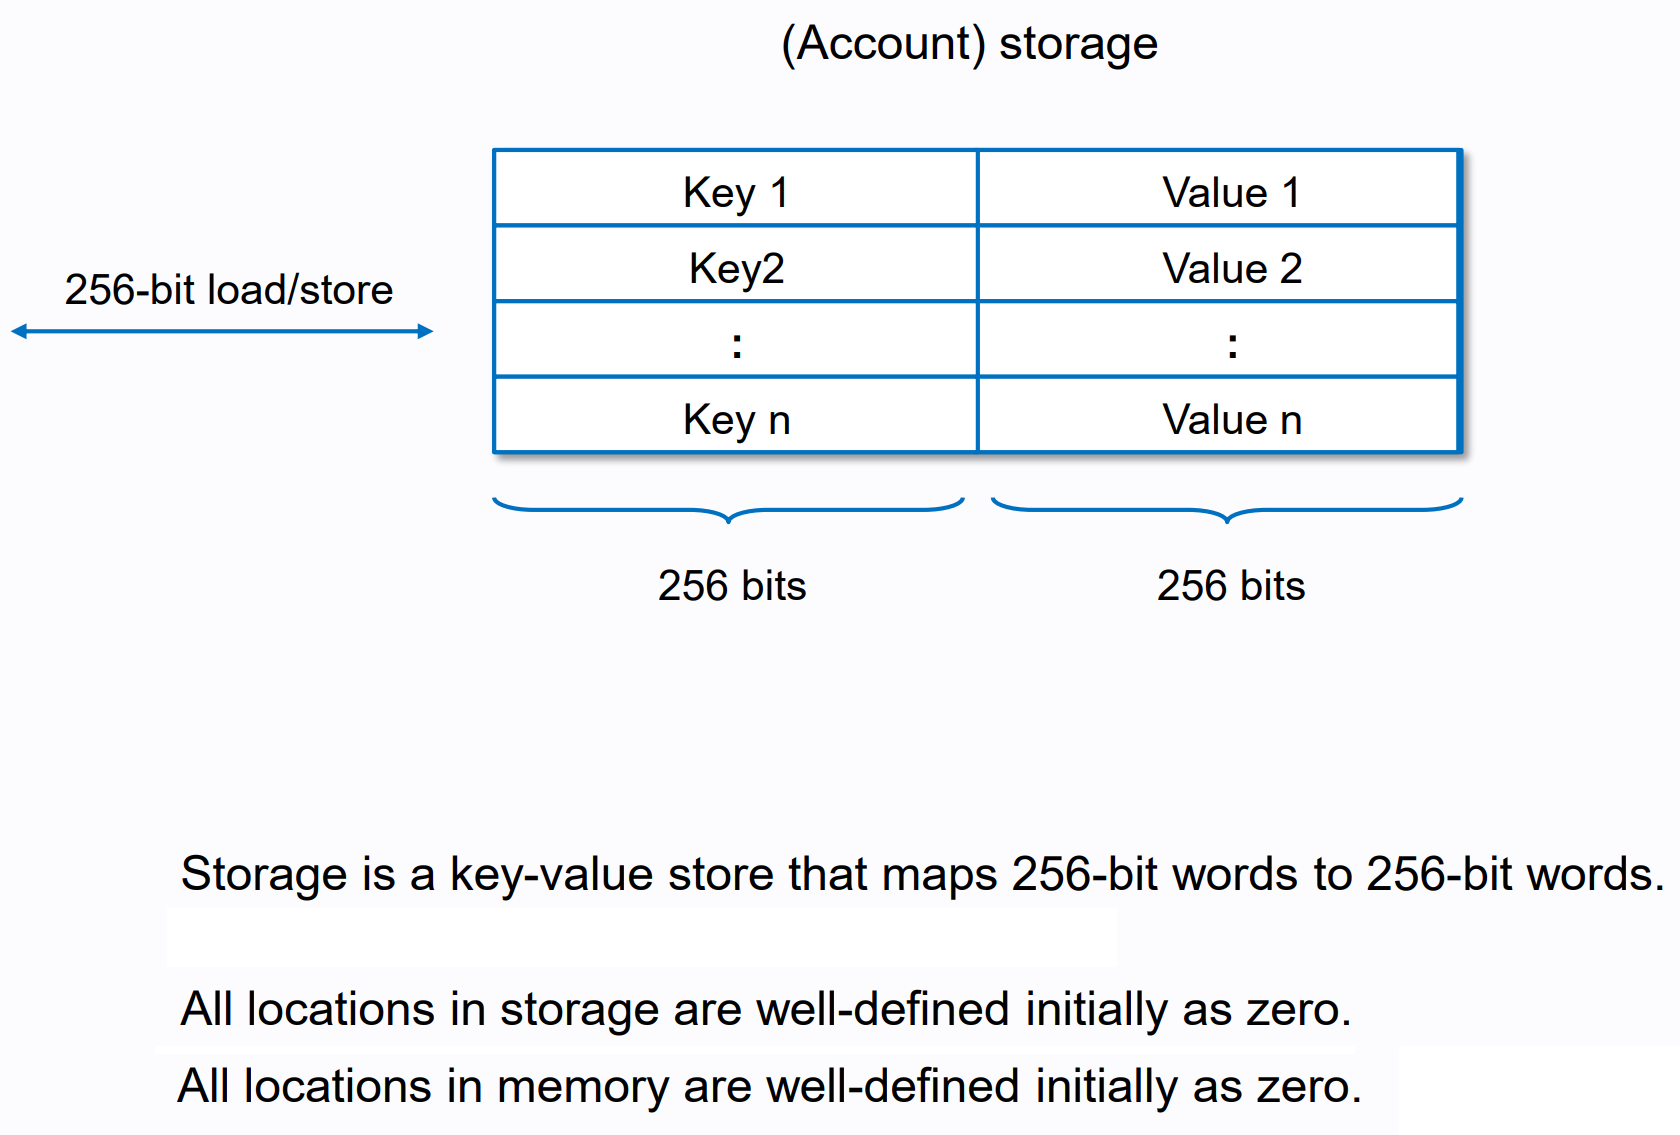 (Account) storage
Key 1 Value 1
256-bit load/store
Key2 Value 2
: :
Key n Value n
256 bits 256 bits
Storage is a key-value store that maps 256-bit words to 256-bit words.
All locations in storage are well-defined initially as zero.
All locations in memory are well-defined initially as zero.